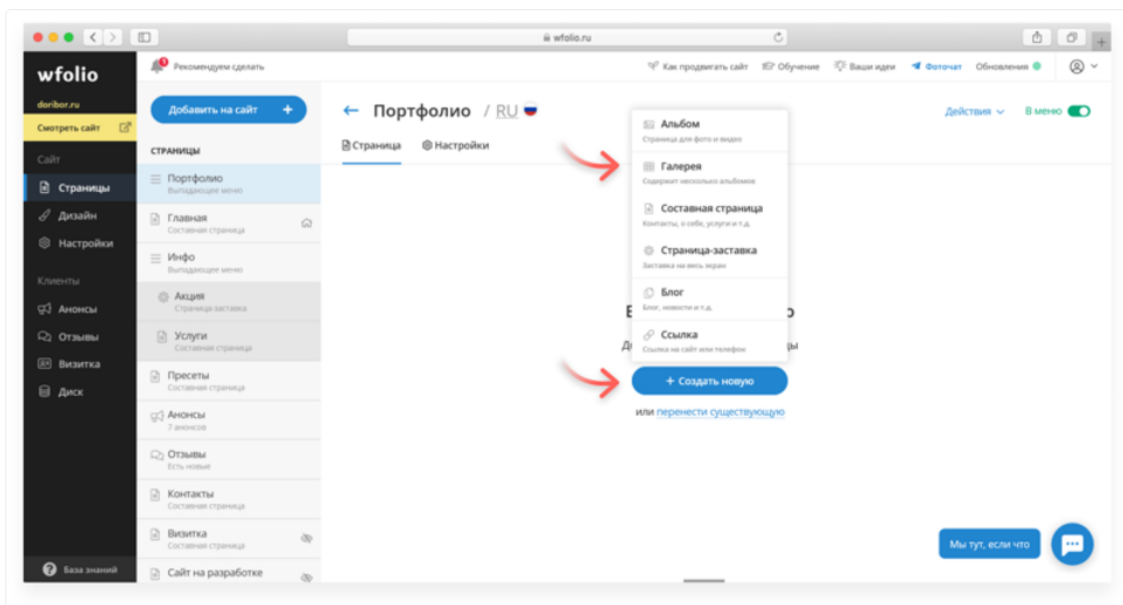 wfolio.ru
wfolio
doribor.ru
Смотреть сайт
Сайт
Страницы
Дизайн
Настройки
Клиенты
Анонсы
Отзывы
Визитка
Диск
База знаний
Рекомендуем сделать
Как продвигать сайт
Обучение
Ваши идеи
Фоточат
Обновления
Добавить на сайт +
СТРАНИЦЫ
Портфолио
Выпадающее меню
Главная
Составная страница
Инфо
Выпадающее меню
Акция
Страница заставка
Услуги
Составная страница
Пресеты
Составная страница
Анонсы
7 анонсов
Отзывы
Есть новые
Контакты
Составная страница
Визитка
Составная страница
Сайт на разработке
← Портфолио / RU
Действия
В меню
Страница
Настройки
Альбом
Страница для фото и видео
Галерея
Содержит несколько альбомов
Составная страница
Контакты, о себе, услуги и т.д.
Страница-заставка
Заставка на весь экран
Блог
Блог, новости и т.д.
Ссылка
Ссылка на сайт или телефон
+ Создать новую
или перенести существующую
Мы тут, если что